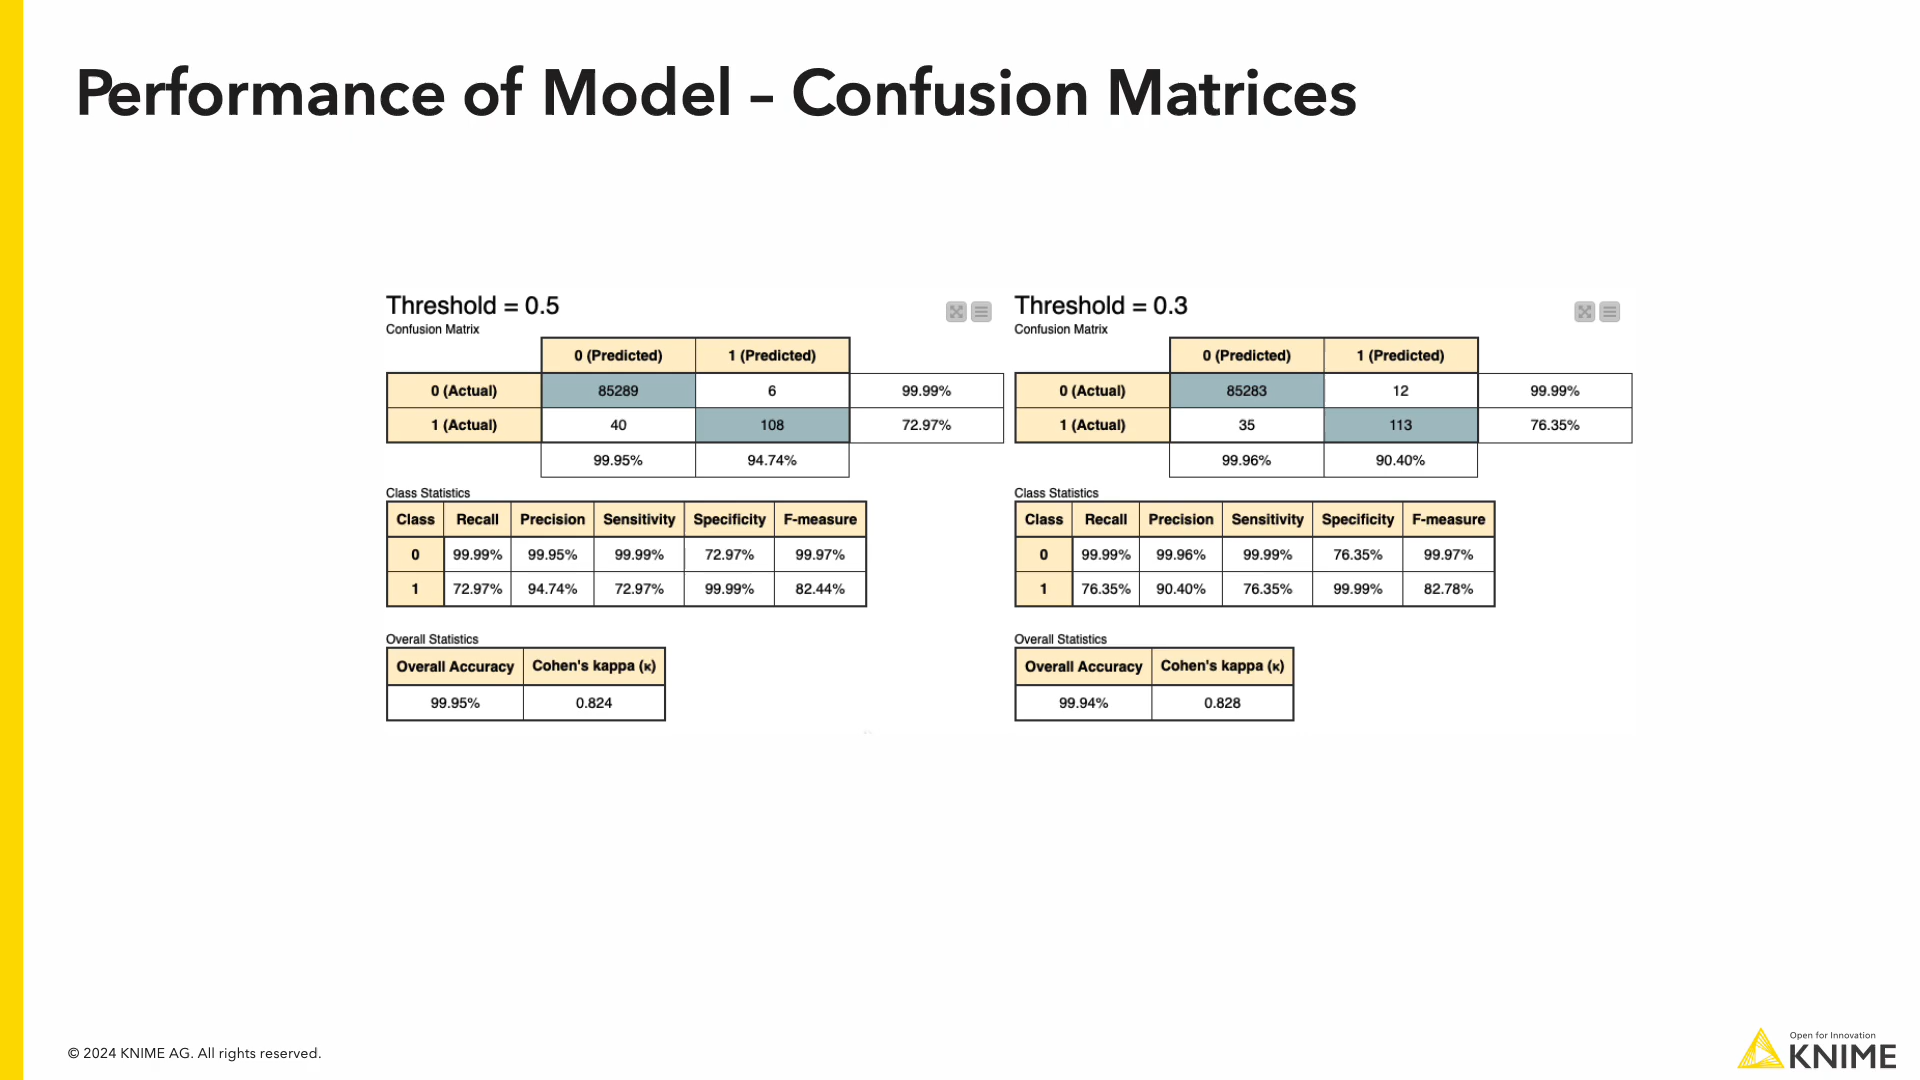 Performance of Model – Confusion Matrices
Threshold = 0.5
Confusion Matrix
0 (Predicted) 1 (Predicted)
0 (Actual) 85289 6 99.99%
1 (Actual) 40 108 72.97%
99.95% 94.74%
Class Statistics
Class Recall Precision Sensitivity Specificity F-measure
0 99.99% 99.95% 99.99% 72.97% 99.97%
1 72.97% 94.74% 72.97% 99.99% 82.44%
Overall Statistics
Overall Accuracy Cohen's kappa (κ)
99.95% 0.824
Threshold = 0.3
Confusion Matrix
0 (Predicted) 1 (Predicted)
0 (Actual) 85283 12 99.99%
1 (Actual) 35 113 76.35%
99.96% 90.40%
Class Statistics
Class Recall Precision Sensitivity Specificity F-measure
0 99.99% 99.96% 99.99% 76.35% 99.97%
1 76.35% 90.40% 76.35% 99.99% 82.78%
Overall Statistics
Overall Accuracy Cohen's kappa (κ)
99.94% 0.828
© 2024 KNIME AG. All rights reserved.
Open for Innovation
KNIME